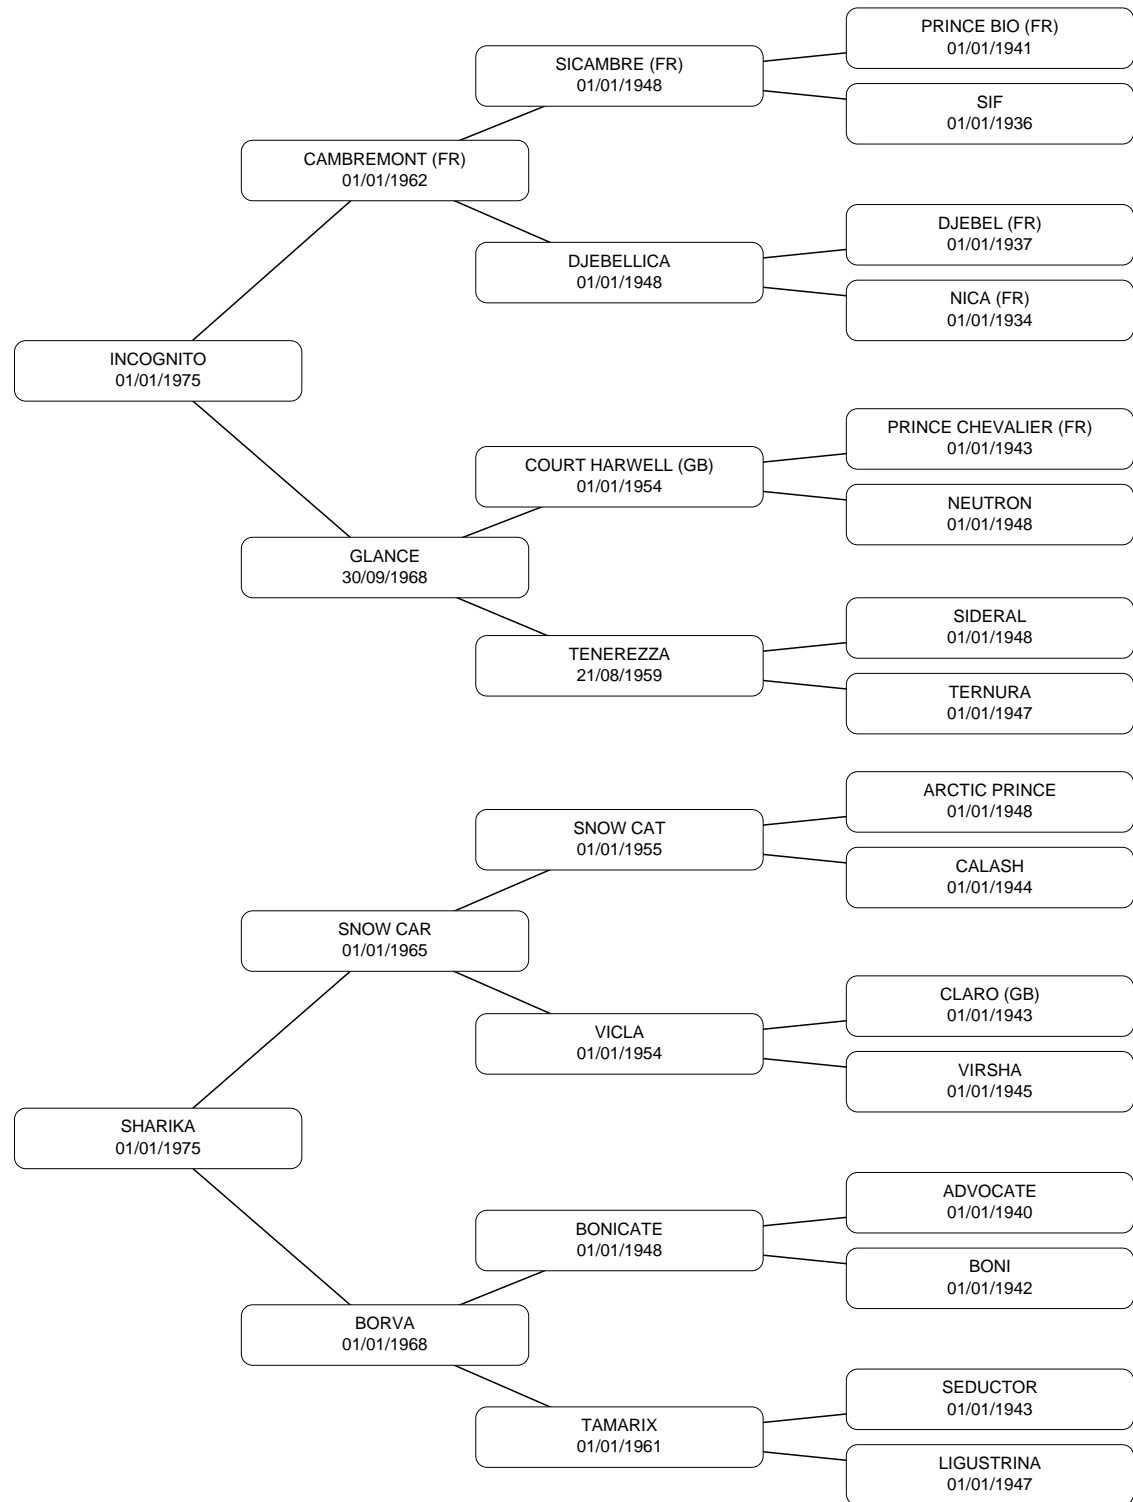 PRINCE BIO (FR)
01/01/1941
SICAMBRE (FR)
01/01/1948
SIF
01/01/1936
CAMBREMONT (FR)
01/01/1962
DJEBEL (FR)
01/01/1937
DJEBELLICA
01/01/1948
NICA (FR)
01/01/1934
INCOGNITO
01/01/1975
PRINCE CHEVALIER (FR)
01/01/1943
COURT HARWELL (GB)
01/01/1954
NEUTRON
01/01/1948
GLANCE
30/09/1968
SIDERAL
01/01/1948
TENEREZZA
21/08/1959
TERNURA
01/01/1947
ARCTIC PRINCE
01/01/1948
SNOW CAT
01/01/1955
CALASH
01/01/1944
SNOW CAR
01/01/1965
CLARO (GB)
01/01/1943
VICLA
01/01/1954
VIRSHA
01/01/1945
SHARIKA
01/01/1975
ADVOCATE
01/01/1940
BONICATE
01/01/1948
BONI
01/01/1942
BORVA
01/01/1968
SEDUCTOR
01/01/1943
TAMARIX
01/01/1961
LIGUSTRINA
01/01/1947